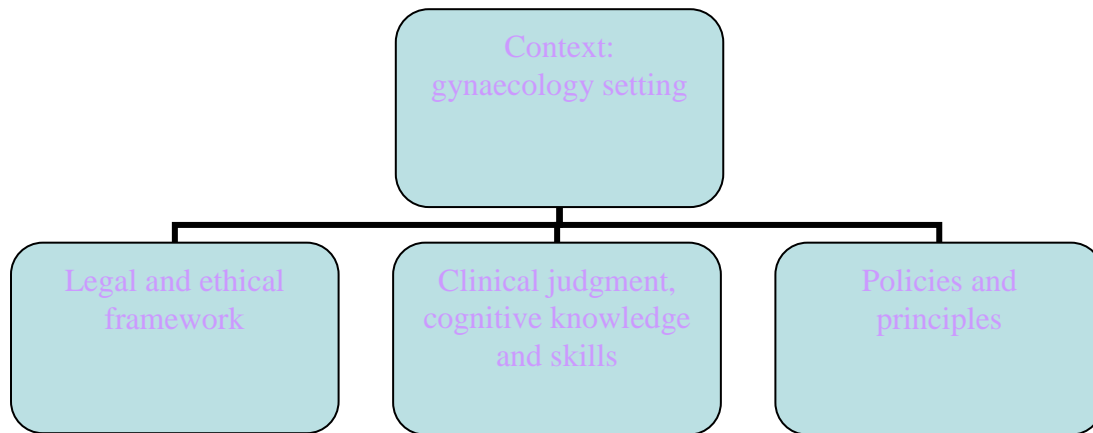 Context:
gynaecology setting
Legal and ethical
framework
Clinical judgment,
cognitive knowledge
and skills
Policies and
principles